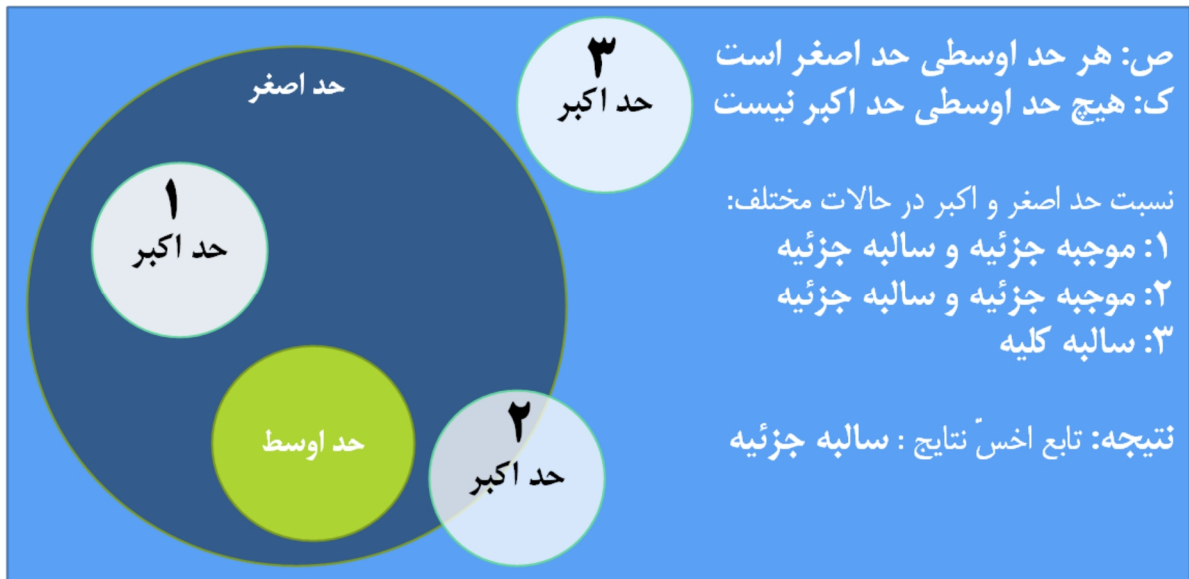 ص: هر حد اوسطی حد اصغر است
ک: هیچ حد اوسطی حد اکبر نیست
نسبت حد اصغر و اکبر در حالات مختلف:
۱: موجبه جزئیه و سالبه جزئیه
۲: موجبه جزئیه و سالبه جزئیه
۳: سالبه کلیه
نتیجه: تابع اخسّ نتایج : سالبه جزئیه
۳
حد اکبر
حد اصغر
۱
حد اکبر
حد اوسط
۲
حد اکبر